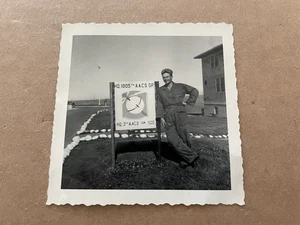 HQ. 1805TH AACS GP.
HQ. 3RD AACS